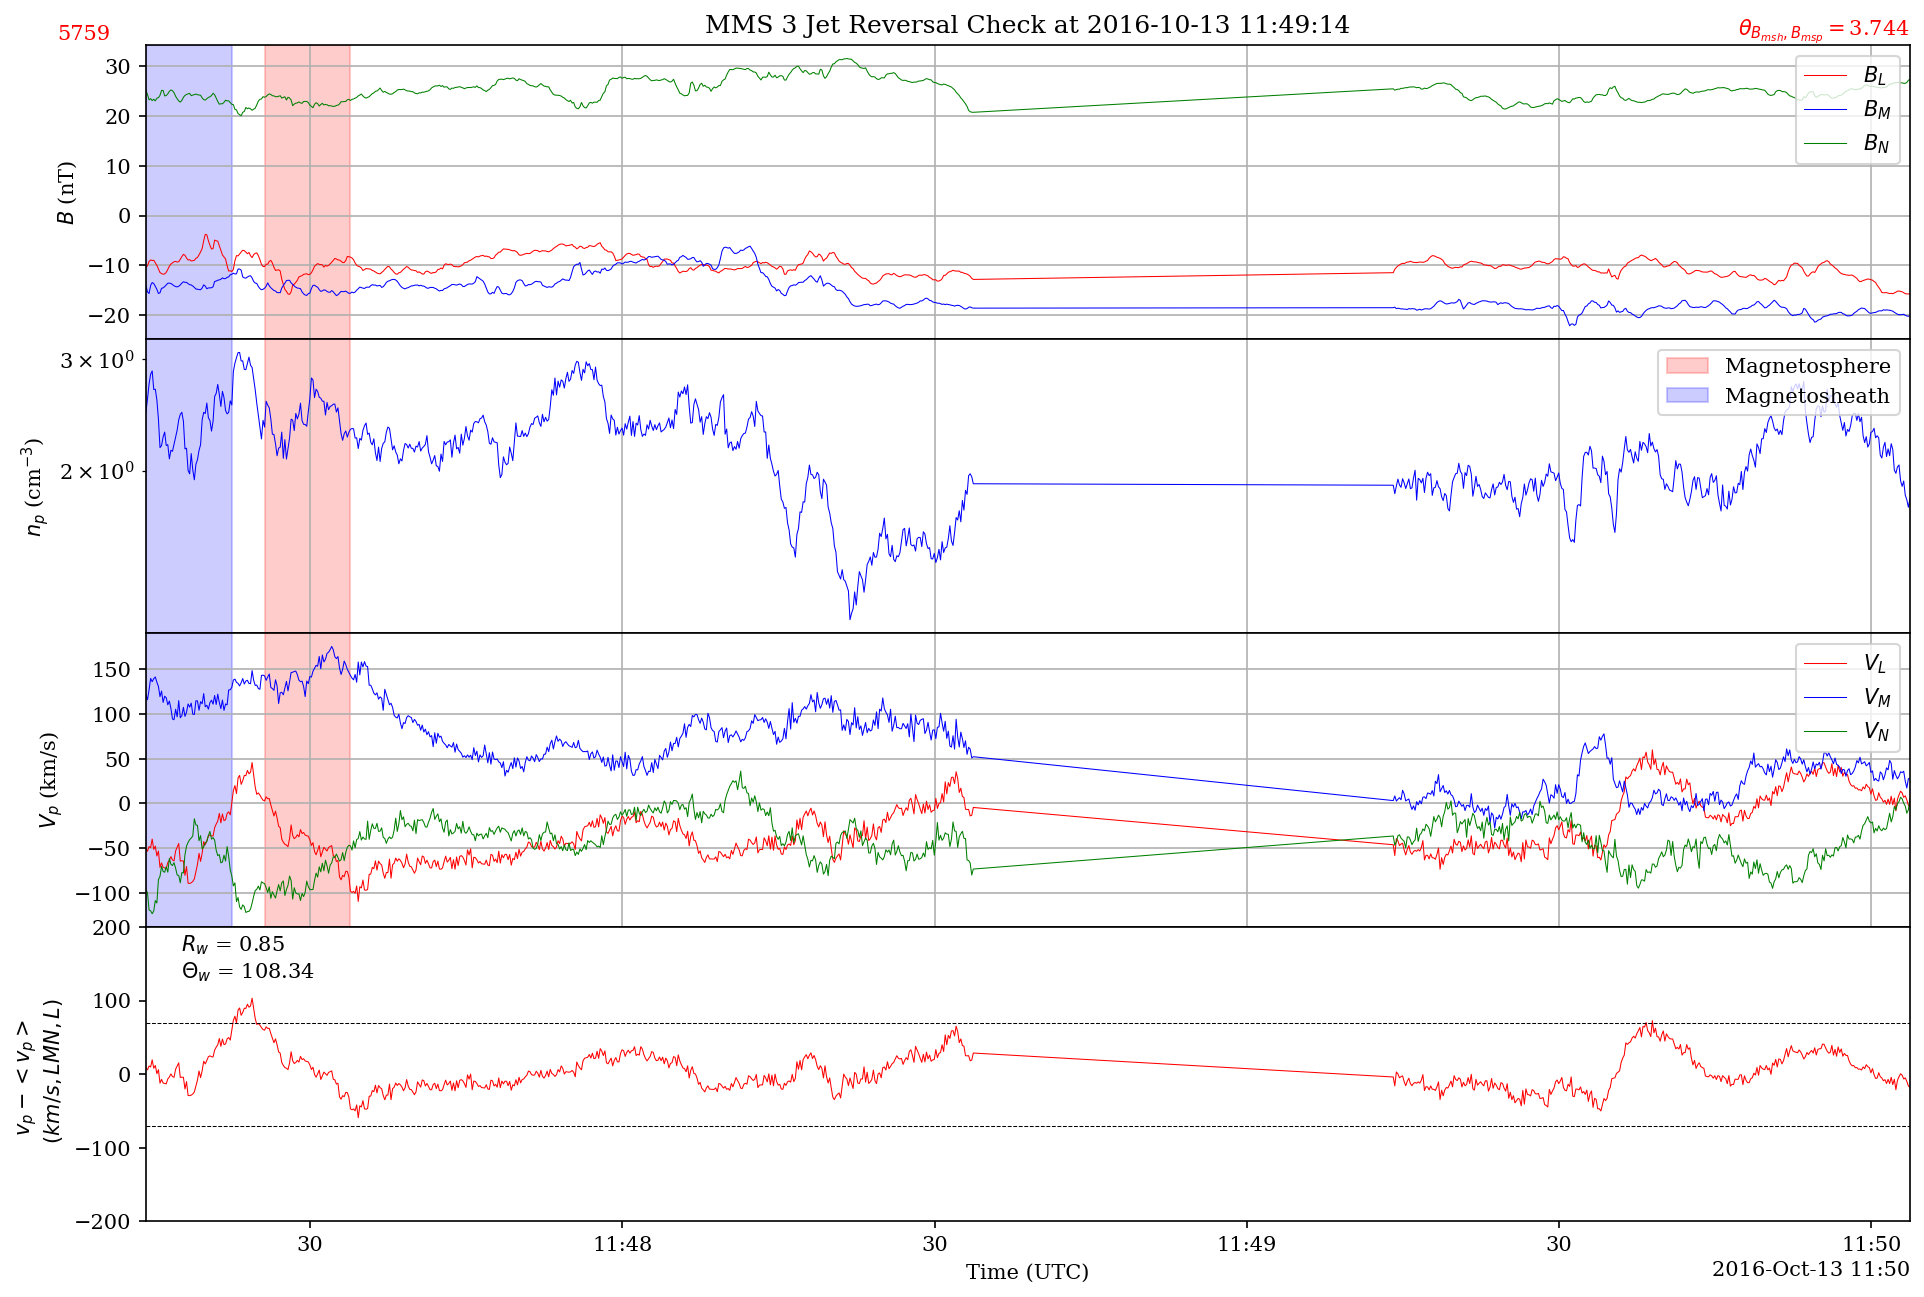 MMS 3 Jet Reversal Check at 2016-10-13 11:49:14
5759
θ_{B_{msh}, B_{msp}} = 3.744
30
20
10
0
−10
−20
B (nT)
B_L
B_M
B_N
3 × 10^0
2 × 10^0
n_p (cm^{−3})
Magnetosphere
Magnetosheath
150
100
50
0
−50
−100
V_p (km/s)
V_L
V_M
V_N
200
100
0
−100
−200
v_p − < v_p >
(km/s, LMN, L)
R_w = 0.85
Θ_w = 108.34
30
11:48
30
11:49
30
11:50
Time (UTC)
2016-Oct-13 11:50